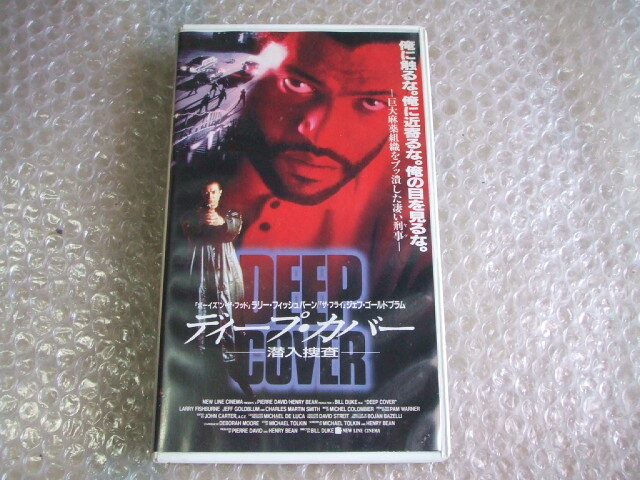 俺に触るな。俺に近寄るな。俺の目を見るな。
―巨大麻薬組織をブッ潰した凄い刑事―
DEEP
「ボーイズ’ン・ザ・フッド」ラリー・フィッシュバーン「ザ・フライ」ジェフ・ゴールドブラム
ディープ・カバー
潜入捜査
COVER
NEW LINE CINEMA PIERRE DAVID/HENRY BEAN BILL DUKE "DEEP COVER"
LARRY FISHBURNE JEFF GOLDBLUM AND CHARLES MARTIN SMITH MICHEL COLOMBIER PAM WARNER
JOHN CARTER, A.C.E. MICHAEL DE LUCA DAVID STREIT BOJAN BAZELLI
DEBORAH MOORE MICHAEL TOLKIN MICHAEL TOLKIN AND HENRY BEAN
PIERRE DAVID AND HENRY BEAN BILL DUKE NEW LINE CINEMA